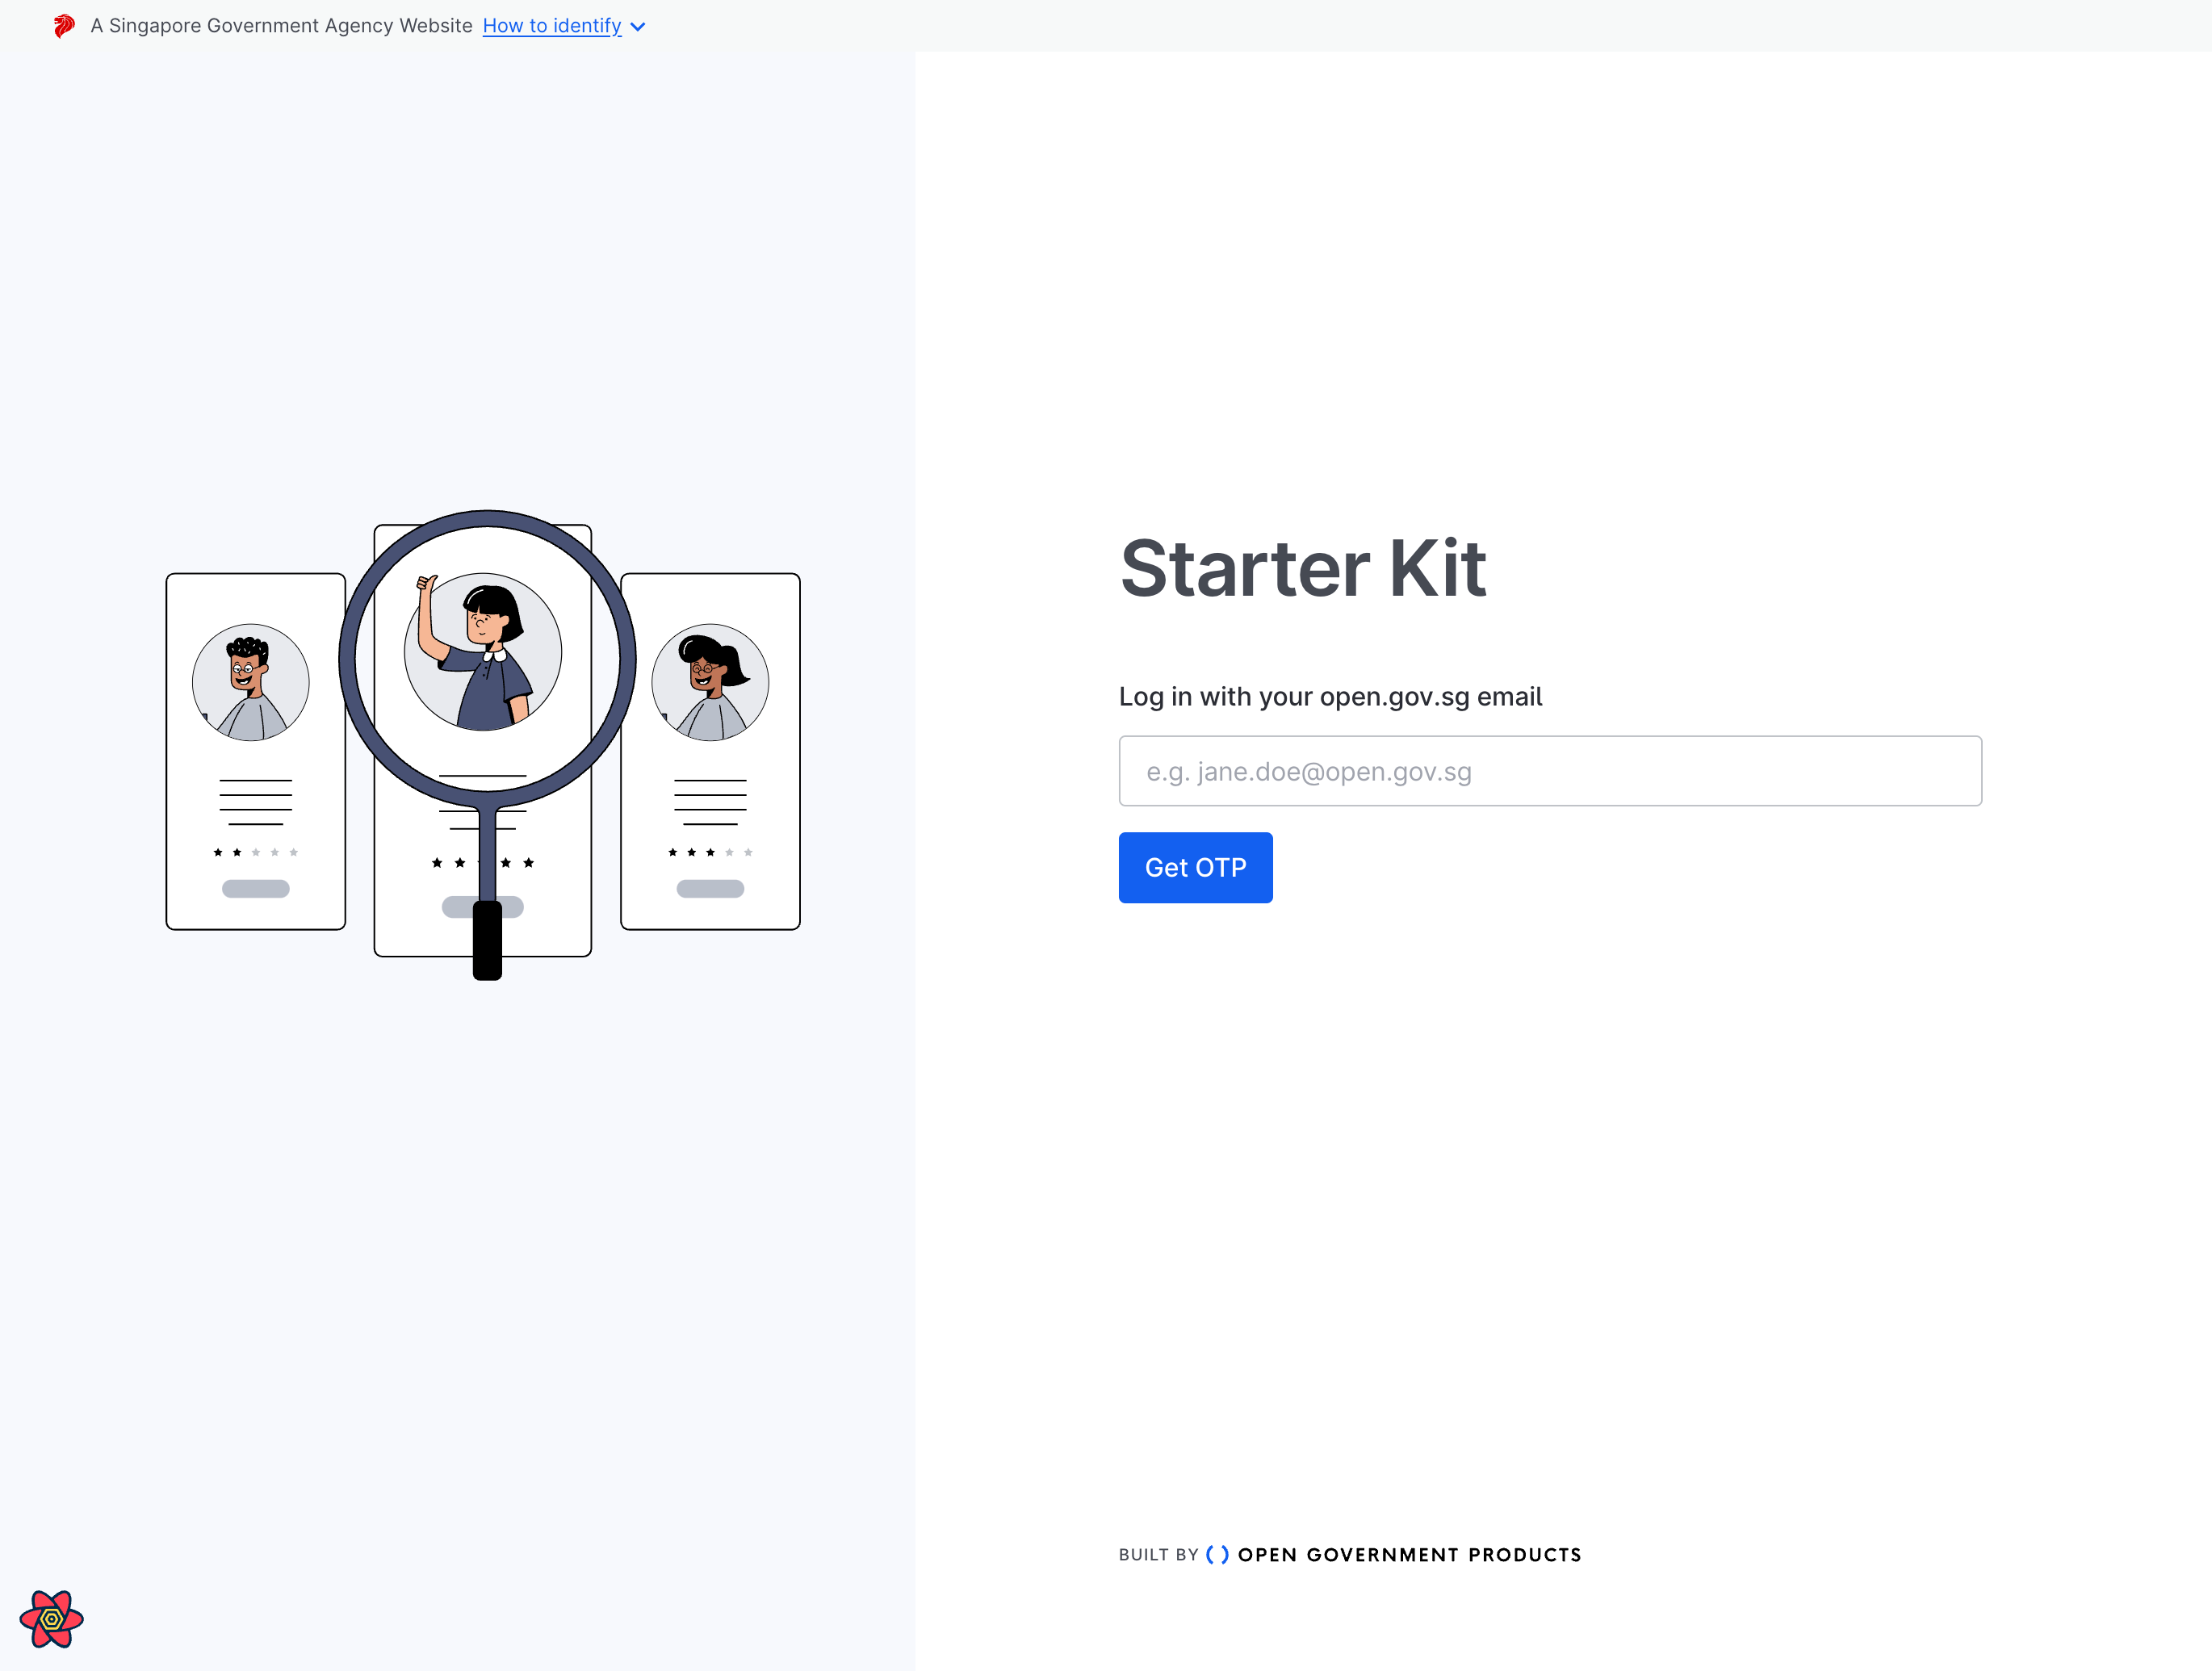 A Singapore Government Agency Website How to identify
Starter Kit
Log in with your open.gov.sg email
e.g. jane.doe@open.gov.sg
Get OTP
BUILT BY OPEN GOVERNMENT PRODUCTS